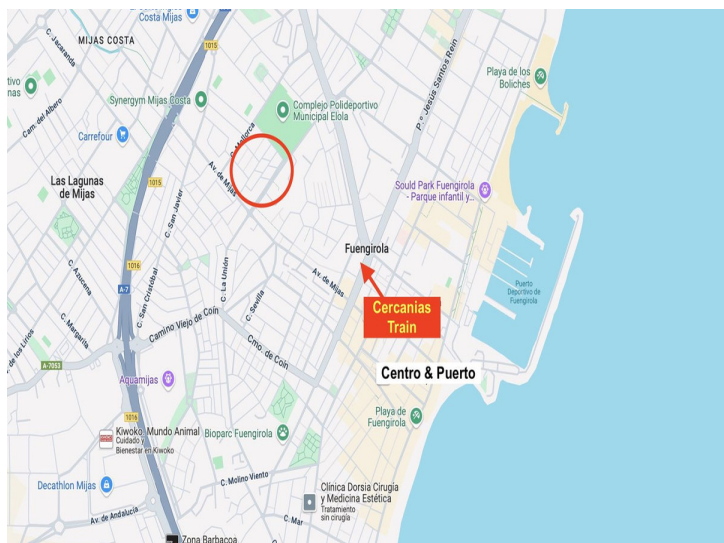 Costa Mijas
MIJAS COSTA
C. Jacaranda
1015
P.º Jesús Santos Rein
Playa de los
Boliches
tivo
nas
Synergym Mijas Costa
Complejo Polideportivo
Municipal Elola
Cam. del Albero
Carrefour
C. Mallorca
Av. de Mijas
Las Lagunas
de Mijas
1015
C. San Javier
Sould Park Fuengirola
- Parque infantil y...
Fuengirola
1016
C. La Unión
Av. de Mijas
Puerto
Deportivo de
Fuengirola
C. Azucena
A-7
C. San Cristóbal
C. Sevilla
Cercanias
Train
C. Margarita
Camino Viejo de Coín
. de los Lirios
Cmo. de Coín
A-7053
Centro & Puerto
Aquamijas
1016
Playa de
Fuengirola
Kiwoko, Mundo Animal
Cuidado y
Bienestar en Kiwoko
Bioparc Fuengirola
C. Molino Viento
Decathlon Mijas
Clínica Dorsia Cirugía
y Medicina Estética
Tratamiento
sin cirugía
Av. de Andalucía
C. Mar
Zona Barbacoa